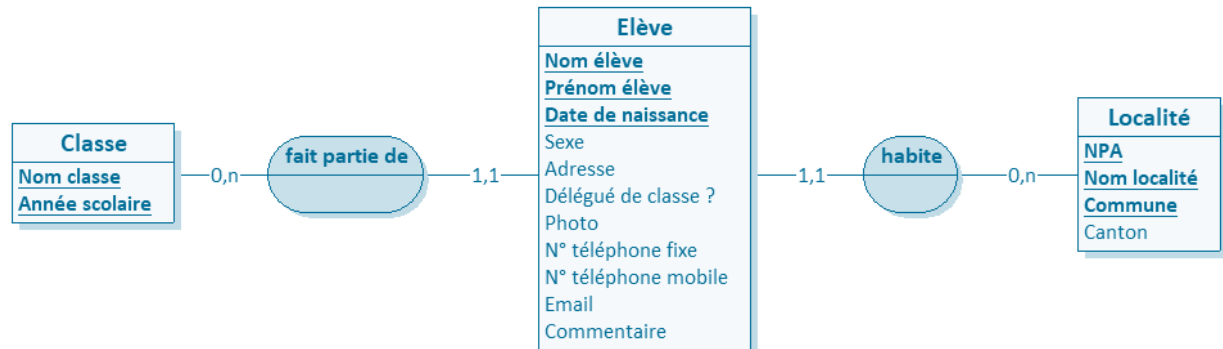 Classe
Nom classe
Année scolaire
0,n
fait partie de
1,1
Elève
Nom élève
Prénom élève
Date de naissance
Sexe
Adresse
Délégué de classe ?
Photo
N° téléphone fixe
N° téléphone mobile
Email
Commentaire
1,1
habite
0,n
Localité
NPA
Nom localité
Commune
Canton